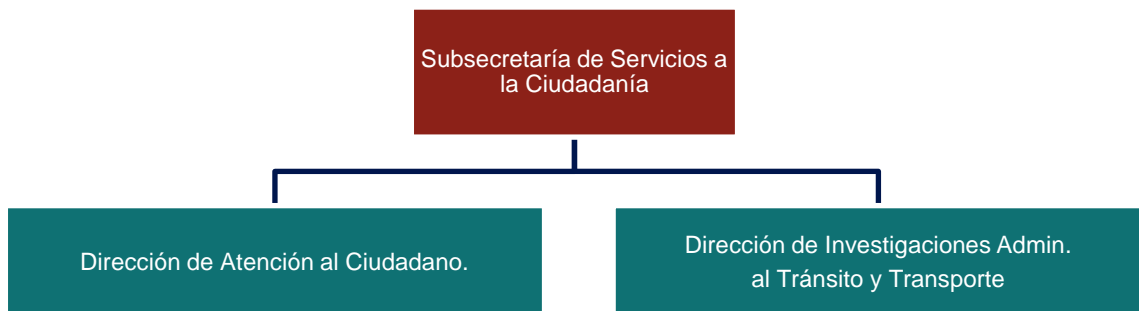 Subsecretaría de Servicios a
la Ciudadanía
Dirección de Atención al Ciudadano.
Dirección de Investigaciones Admin.
al Tránsito y Transporte